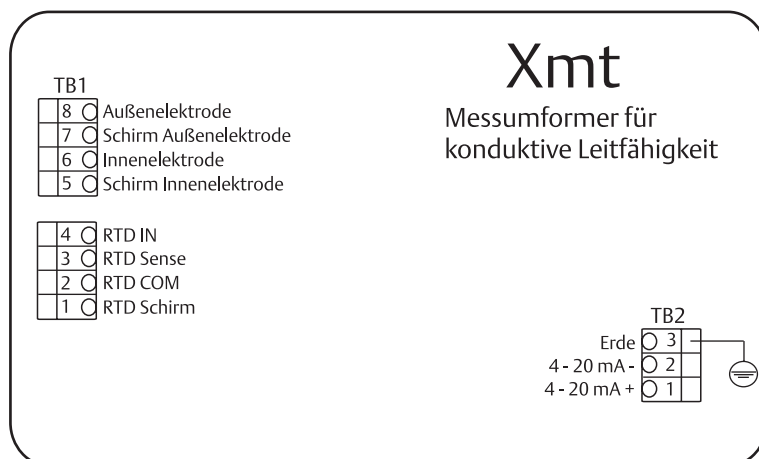 Xmt
Messumformer für
konduktive Leitfähigkeit
TB1
8 Außenelektrode
7 Schirm Außenelektrode
6 Innenelektrode
5 Schirm Innenelektrode
4 RTD IN
3 RTD Sense
2 RTD COM
1 RTD Schirm
TB2
Erde 3
4 - 20 mA - 2
4 - 20 mA + 1